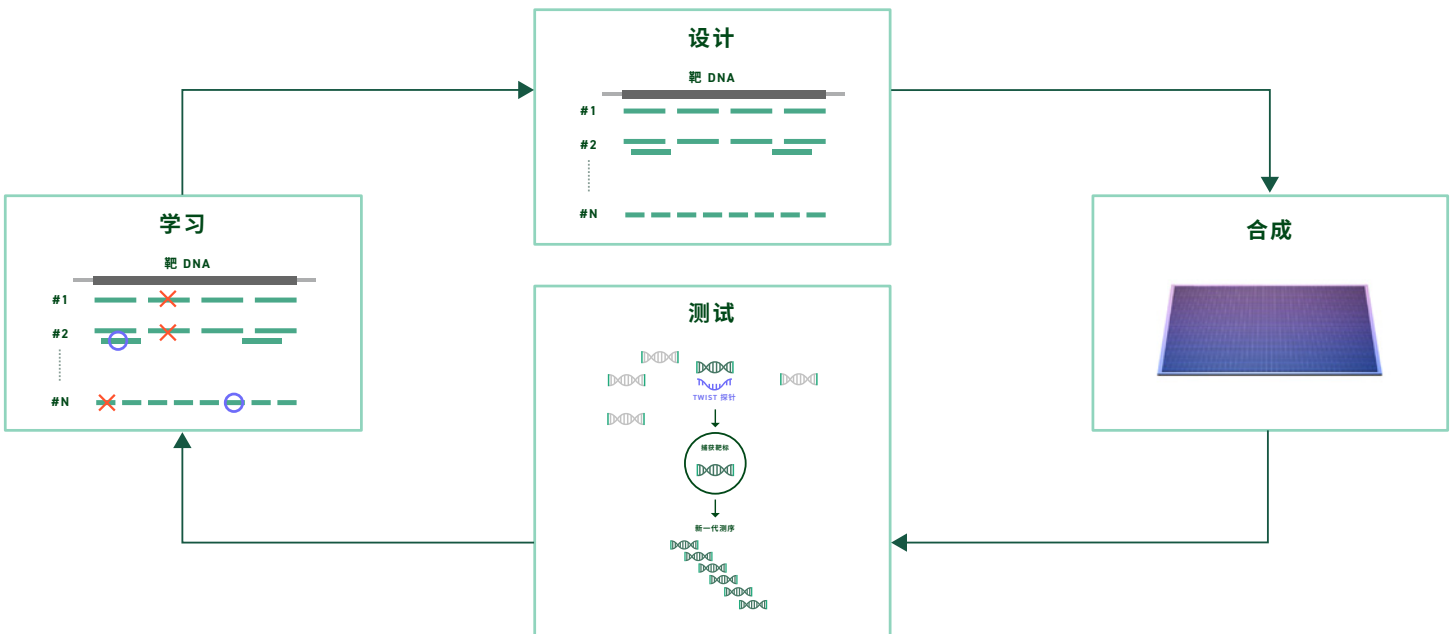 设计
靶 DNA
#1
#2
#N
学习
靶 DNA
#1
#2
#N
合成
测试
TWIST 探针
捕获靶标
新一代测序